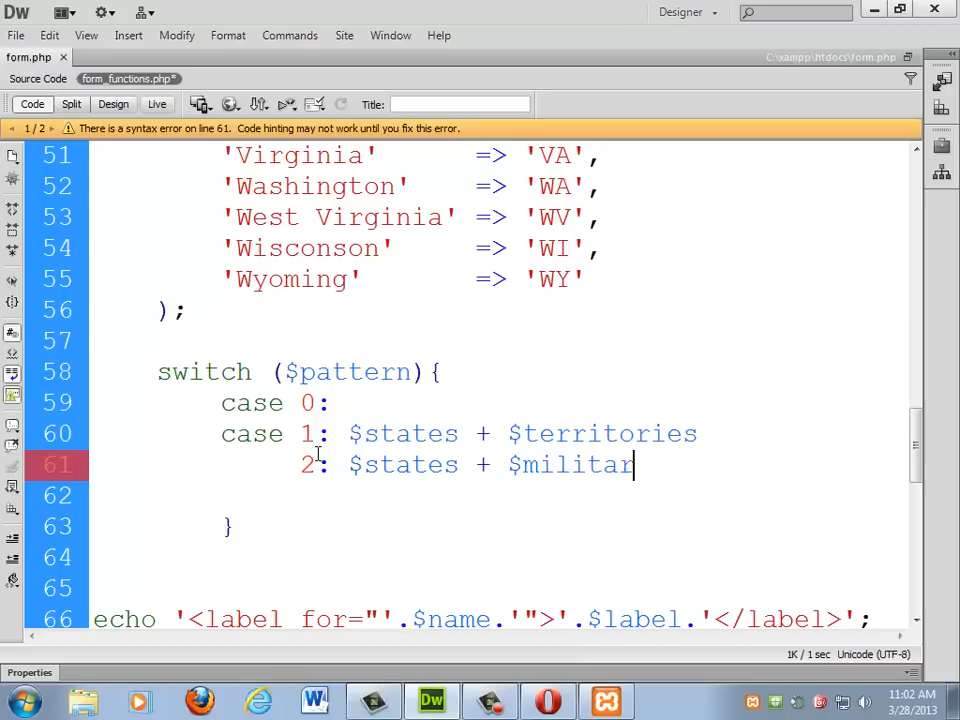 Dw
Designer
File Edit View Insert Modify Format Commands Site Window Help
form.php × C:\xampp\htdocs\form.php
Source Code form_functions.php*
Code Split Design Live Title:
1 / 2 There is a syntax error on line 61. Code hinting may not work until you fix this error.
51 'Virginia' => 'VA',
52 'Washington' => 'WA',
53 'West Virginia' => 'WV',
54 'Wisconson' => 'WI',
55 'Wyoming' => 'WY'
56 );
57
58 switch ($pattern){
59 case 0:
60 case 1: $states + $territories
61 2: $states + $militar
62
63 }
64
65
66 echo '<label for="'.$name.'">'.$label.'</label>';
1K / 1 sec Unicode (UTF-8)
Properties
W Dw
11:02 AM
3/28/2013